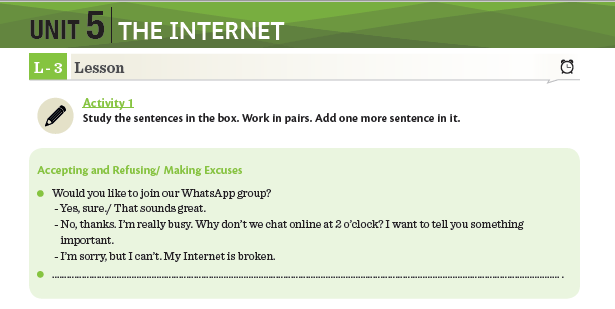 UNIT 5 THE INTERNET
L - 3 Lesson
Activity 1
Study the sentences in the box. Work in pairs. Add one more sentence in it.
Accepting and Refusing/ Making Excuses
● Would you like to join our WhatsApp group?
- Yes, sure./ That sounds great.
- No, thanks. I'm really busy. Why don't we chat online at 2 o'clock? I want to tell you something
important.
- I'm sorry, but I can't. My Internet is broken.
● ........................................................................................................................................................ .